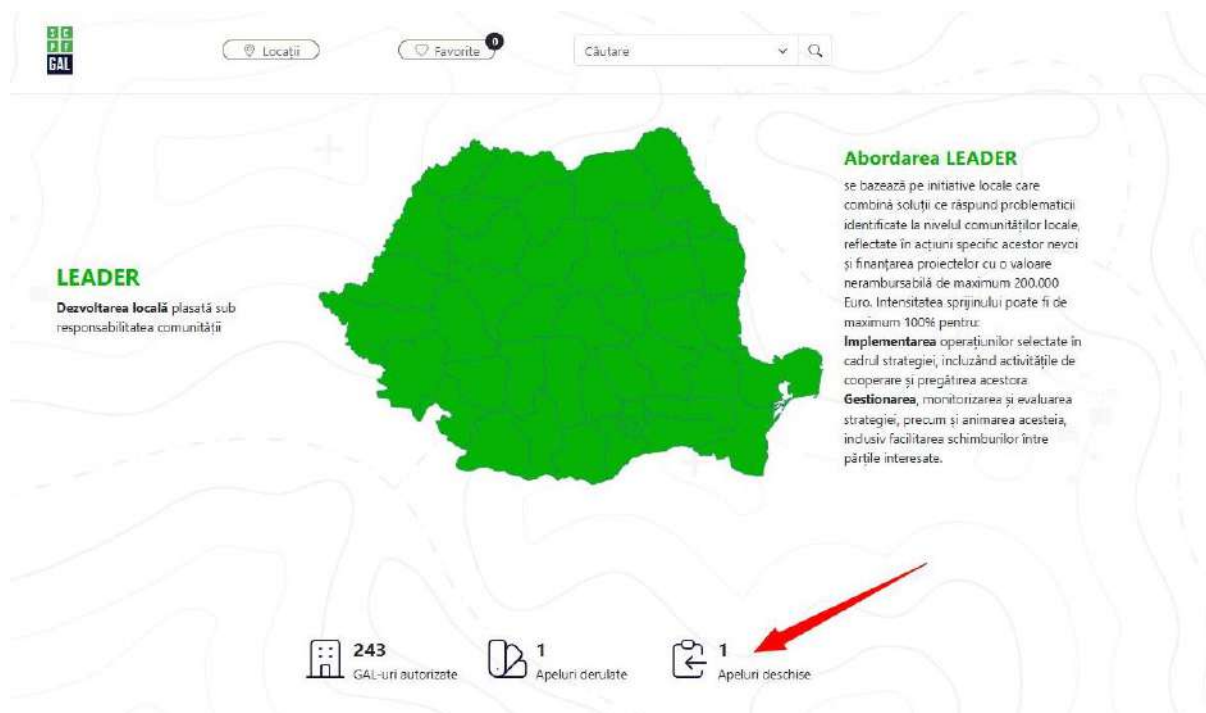 S C
P F
GAL
Locații
Favorite
0
Căutare
LEADER
Dezvoltarea locală plasată sub
responsabilitatea comunității
Abordarea LEADER
se bazează pe initiative locale care
combină soluții ce răspund problematicii
identificate la nivelul comunităților locale,
reflectate în acțiuni specific acestor nevoi
și finanțarea proiectelor cu o valoare
nerambursabilă de maximum 200.000
Euro. Intensitatea sprijinului poate fi de
maximum 100% pentru:
Implementarea operațiunilor selectate în
cadrul strategiei, incluzând activitățile de
cooperare și pregătirea acestora
Gestionarea, monitorizarea și evaluarea
strategiei, precum și animarea acesteia,
inclusiv facilitarea schimburilor între
părțile interesate.
243
GAL-uri autorizate
1
Apeluri derulate
1
Apeluri deschise